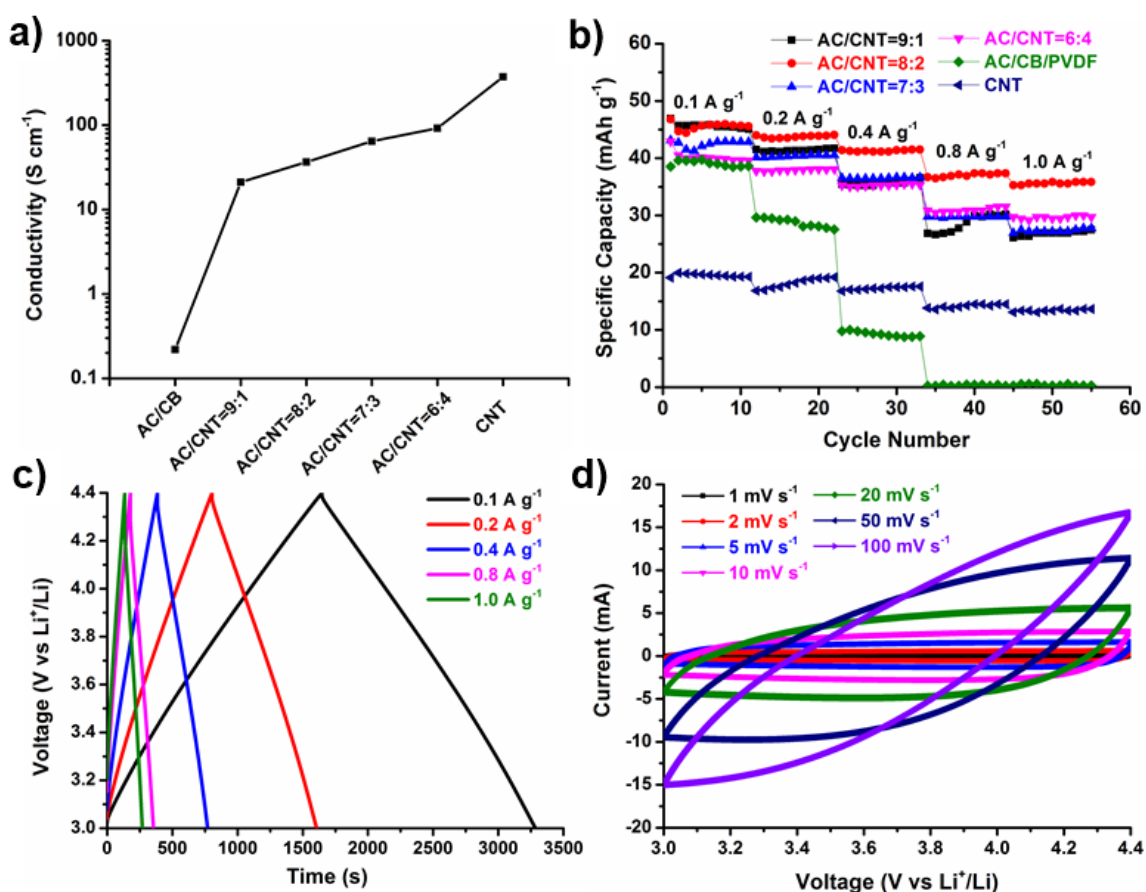 a)
1000
100
10
1
0.1
Conductivity (S cm⁻¹)
AC/CB
AC/CNT=9:1
AC/CNT=8:2
AC/CNT=7:3
AC/CNT=6:4
CNT
b)
60
50
40
30
20
10
0
Specific Capacity (mAh g⁻¹)
AC/CNT=9:1
AC/CNT=8:2
AC/CNT=7:3
AC/CNT=6:4
AC/CB/PVDF
CNT
0.1 A g⁻¹
0.2 A g⁻¹
0.4 A g⁻¹
0.8 A g⁻¹
1.0 A g⁻¹
0 10 20 30 40 50 60
Cycle Number
c)
4.4
4.2
4.0
3.8
3.6
3.4
3.2
3.0
Voltage (V vs Li⁺/Li)
0.1 A g⁻¹
0.2 A g⁻¹
0.4 A g⁻¹
0.8 A g⁻¹
1.0 A g⁻¹
0 500 1000 1500 2000 2500 3000 3500
Time (s)
d)
20
15
10
5
0
-5
-10
-15
-20
Current (mA)
1 mV s⁻¹
2 mV s⁻¹
5 mV s⁻¹
10 mV s⁻¹
20 mV s⁻¹
50 mV s⁻¹
100 mV s⁻¹
3.0 3.2 3.4 3.6 3.8 4.0 4.2 4.4
Voltage (V vs Li⁺/Li)